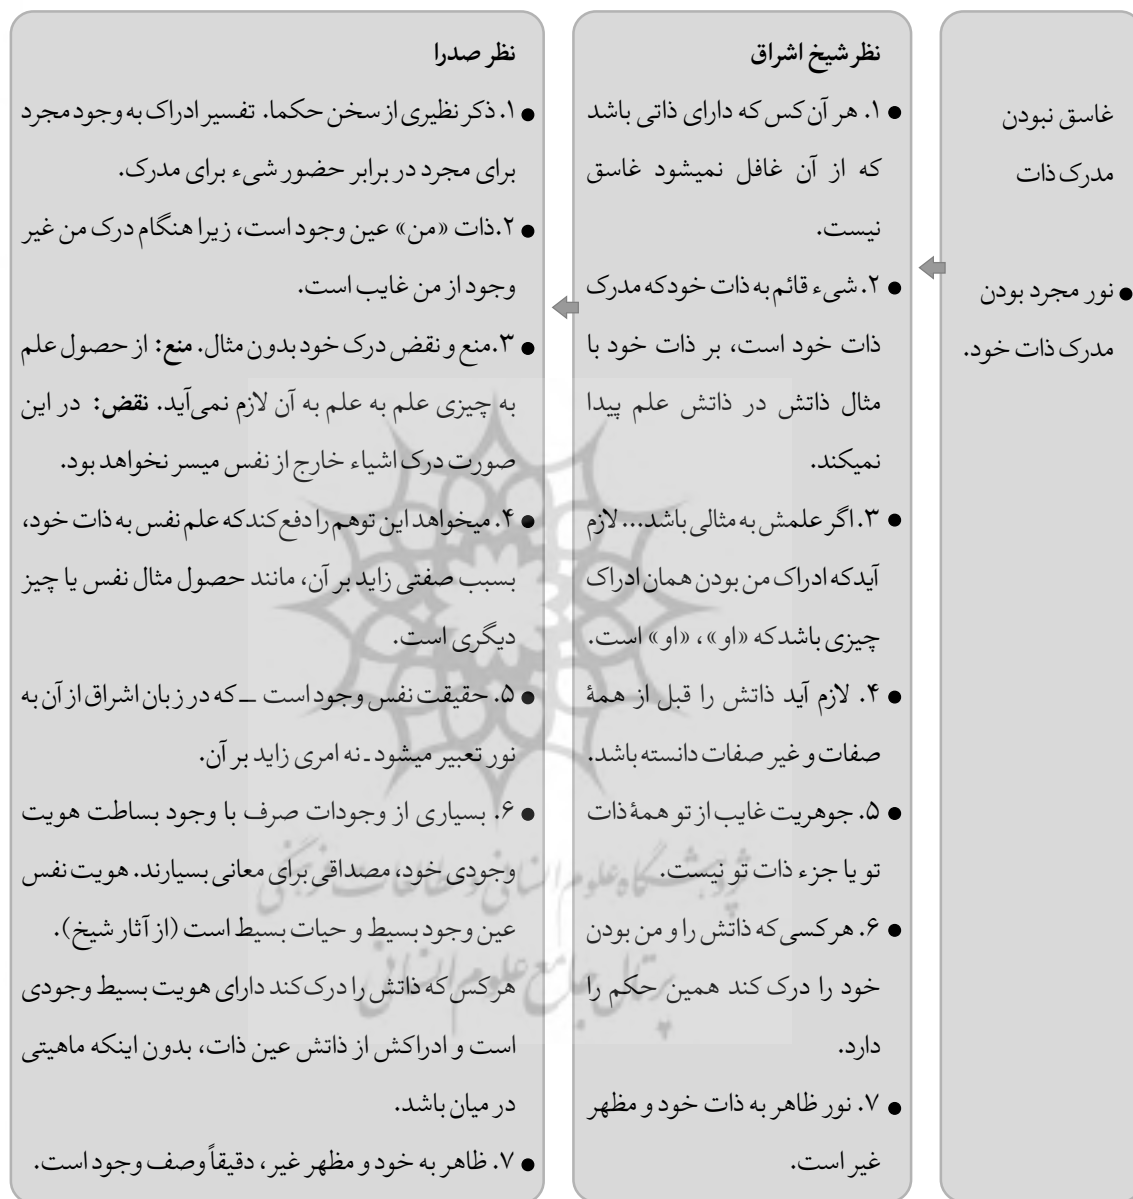 غاسق نبودن
مدرک ذات
● نور مجرد بودن
مدرک ذات خود.
نظر شیخ اشراق
● ۱. هر آن کس که دارای ذاتی باشد
که از آن غافل نمیشود غاسق
نیست.
● ۲. شیء قائم به ذات خود که مدرک
ذات خود است، بر ذات خود با
مثال ذاتش در ذاتش علم پیدا
نمیکند.
● ۳. اگر علمش به مثالی باشد... لازم
آید که ادراک من بودن همان ادراک
چیزی باشد که «او»، «او» است.
● ۴. لازم آید ذاتش را قبل از همهٔ
صفات و غیر صفات دانسته باشد.
● ۵. جوهریت غایب از تو همهٔ ذات
تو یا جزء ذات تو نیست.
● ۶. هر کسی که ذاتش را و من بودن
خود را درک کند همین حکم را
دارد.
● ۷. نور ظاهر به ذات خود و مظهر
غیر است.
نظر صدرا
● ۱. ذکر نظیری از سخن حکما. تفسیر ادراک به وجود مجرد
برای مجرد در برابر حضور شیء برای مدرک.
● ۲. ذات «من» عین وجود است، زیرا هنگام درک من غیر
وجود از من غایب است.
● ۳. منع و نقض درک خود بدون مثال. منع: از حصول علم
به چیزی علم به علم به آن لازم نمی‌آید. نقض: در این
صورت درک اشیاء خارج از نفس میسر نخواهد بود.
● ۴. میخواهد این توهم را دفع کند که علم نفس به ذات خود،
بسبب صفتی زاید بر آن، مانند حصول مثال نفس یا چیز
دیگری است.
● ۵. حقیقت نفس وجود است ــ که در زبان اشراق از آن به
نور تعبیر میشود ـ نه امری زاید بر آن.
● ۶. بسیاری از وجودات صرف با وجود بساطت هویت
وجودی خود، مصداقی برای معانی بسیارند. هویت نفس
عین وجود بسیط و حیات بسیط است (از آثار شیخ).
هرکس که ذاتش را درک کند دارای هویت بسیط وجودی
است و ادراکش از ذاتش عین ذات، بدون اینکه ماهیتی
در میان باشد.
● ۷. ظاهر به خود و مظهر غیر، دقیقاً وصف وجود است.
پژوهشگاه علوم انسانی و مطالعات فرهنگی
پرتال جامع علوم انسانی